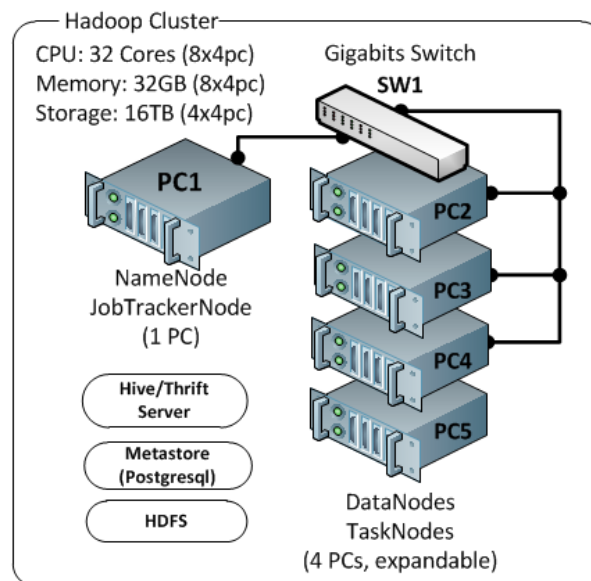 Hadoop Cluster
CPU: 32 Cores (8x4pc)
Memory: 32GB (8x4pc)
Storage: 16TB (4x4pc)
Gigabits Switch
SW1
PC1
PC2
PC3
PC4
PC5
NameNode
JobTrackerNode
(1 PC)
Hive/Thrift
Server
Metastore
(Postgresql)
HDFS
DataNodes
TaskNodes
(4 PCs, expandable)